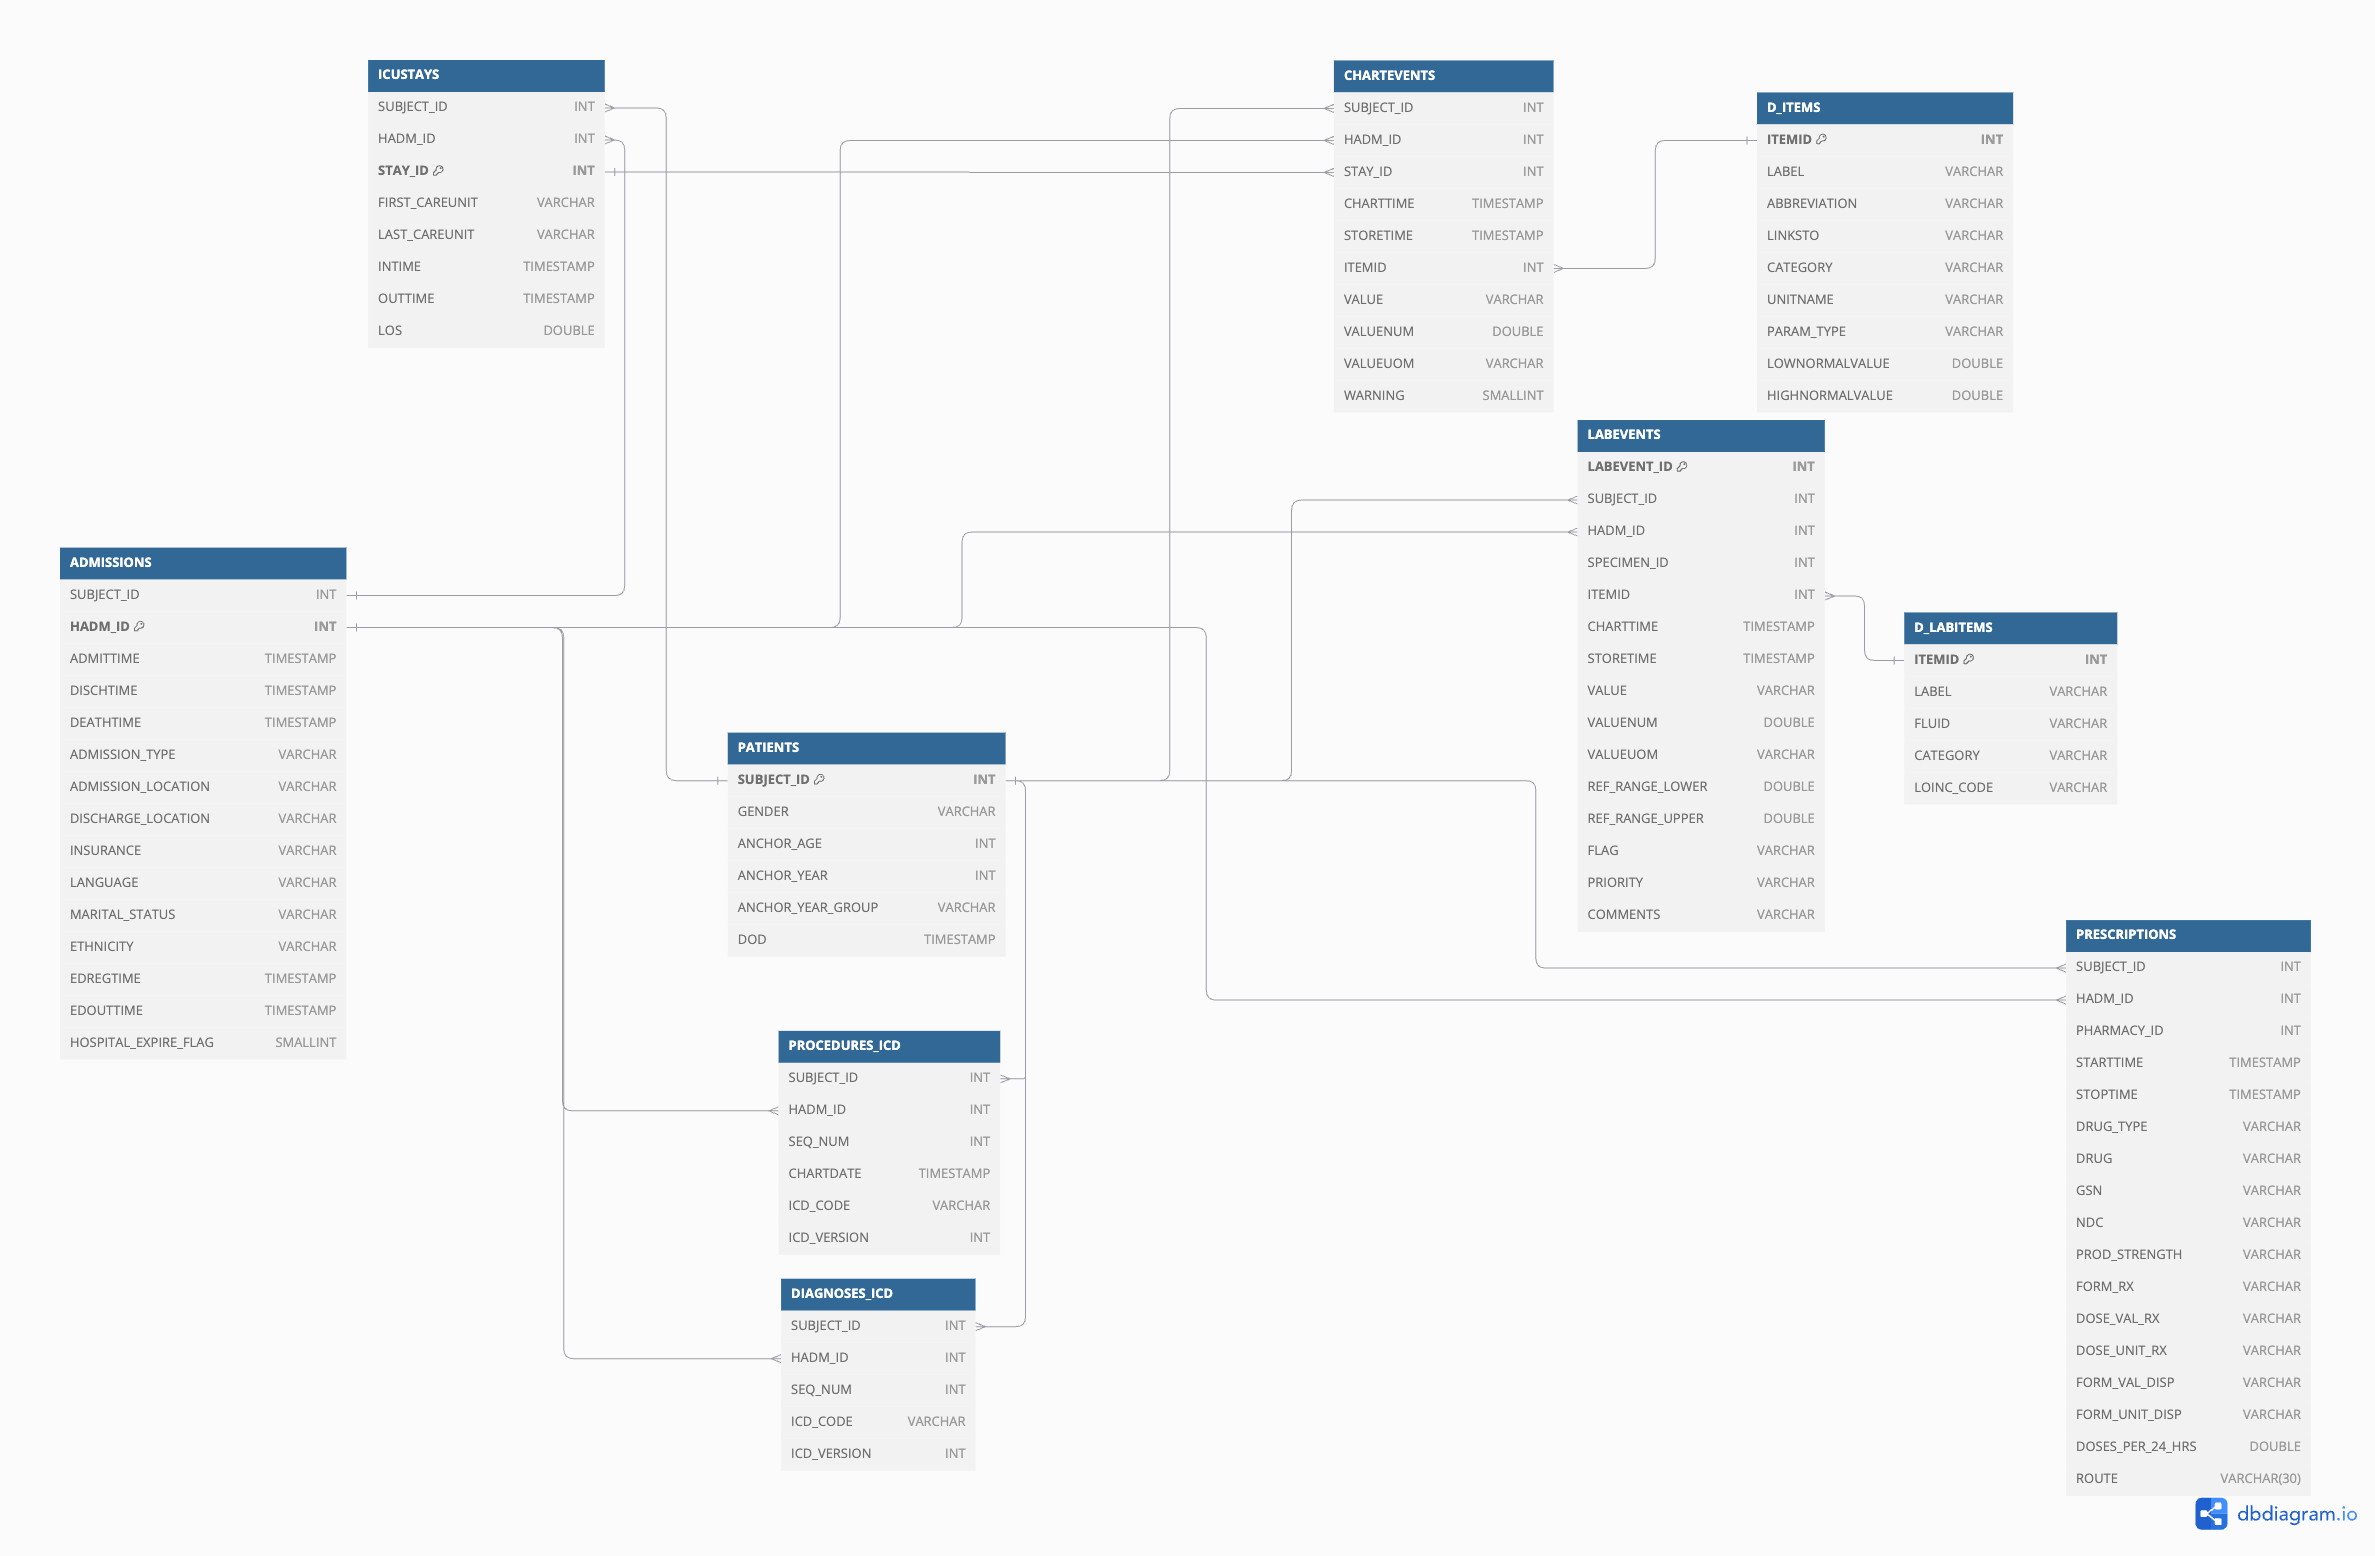 ICUSTAYS
SUBJECT_ID INT
HADM_ID INT
STAY_ID INT
FIRST_CAREUNIT VARCHAR
LAST_CAREUNIT VARCHAR
INTIME TIMESTAMP
OUTTIME TIMESTAMP
LOS DOUBLE
CHARTEVENTS
SUBJECT_ID INT
HADM_ID INT
STAY_ID INT
CHARTTIME TIMESTAMP
STORETIME TIMESTAMP
ITEMID INT
VALUE VARCHAR
VALUENUM DOUBLE
VALUEUOM VARCHAR
WARNING SMALLINT
D_ITEMS
ITEMID INT
LABEL VARCHAR
ABBREVIATION VARCHAR
LINKSTO VARCHAR
CATEGORY VARCHAR
UNITNAME VARCHAR
PARAM_TYPE VARCHAR
LOWNORMALVALUE DOUBLE
HIGHNORMALVALUE DOUBLE
LABEVENTS
LABEVENT_ID INT
SUBJECT_ID INT
HADM_ID INT
SPECIMEN_ID INT
ITEMID INT
CHARTTIME TIMESTAMP
STORETIME TIMESTAMP
VALUE VARCHAR
VALUENUM DOUBLE
VALUEUOM VARCHAR
REF_RANGE_LOWER DOUBLE
REF_RANGE_UPPER DOUBLE
FLAG VARCHAR
PRIORITY VARCHAR
COMMENTS VARCHAR
D_LABITEMS
ITEMID INT
LABEL VARCHAR
FLUID VARCHAR
CATEGORY VARCHAR
LOINC_CODE VARCHAR
ADMISSIONS
SUBJECT_ID INT
HADM_ID INT
ADMITTIME TIMESTAMP
DISCHTIME TIMESTAMP
DEATHTIME TIMESTAMP
ADMISSION_TYPE VARCHAR
ADMISSION_LOCATION VARCHAR
DISCHARGE_LOCATION VARCHAR
INSURANCE VARCHAR
LANGUAGE VARCHAR
MARITAL_STATUS VARCHAR
ETHNICITY VARCHAR
EDREGTIME TIMESTAMP
EDOUTTIME TIMESTAMP
HOSPITAL_EXPIRE_FLAG SMALLINT
PATIENTS
SUBJECT_ID INT
GENDER VARCHAR
ANCHOR_AGE INT
ANCHOR_YEAR INT
ANCHOR_YEAR_GROUP VARCHAR
DOD TIMESTAMP
PROCEDURES_ICD
SUBJECT_ID INT
HADM_ID INT
SEQ_NUM INT
CHARTDATE TIMESTAMP
ICD_CODE VARCHAR
ICD_VERSION INT
DIAGNOSES_ICD
SUBJECT_ID INT
HADM_ID INT
SEQ_NUM INT
ICD_CODE VARCHAR
ICD_VERSION INT
PRESCRIPTIONS
SUBJECT_ID INT
HADM_ID INT
PHARMACY_ID INT
STARTTIME TIMESTAMP
STOPTIME TIMESTAMP
DRUG_TYPE VARCHAR
DRUG VARCHAR
GSN VARCHAR
NDC VARCHAR
PROD_STRENGTH VARCHAR
FORM_RX VARCHAR
DOSE_VAL_RX VARCHAR
DOSE_UNIT_RX VARCHAR
FORM_VAL_DISP VARCHAR
FORM_UNIT_DISP VARCHAR
DOSES_PER_24_HRS DOUBLE
ROUTE VARCHAR(30)
dbdiagram.io